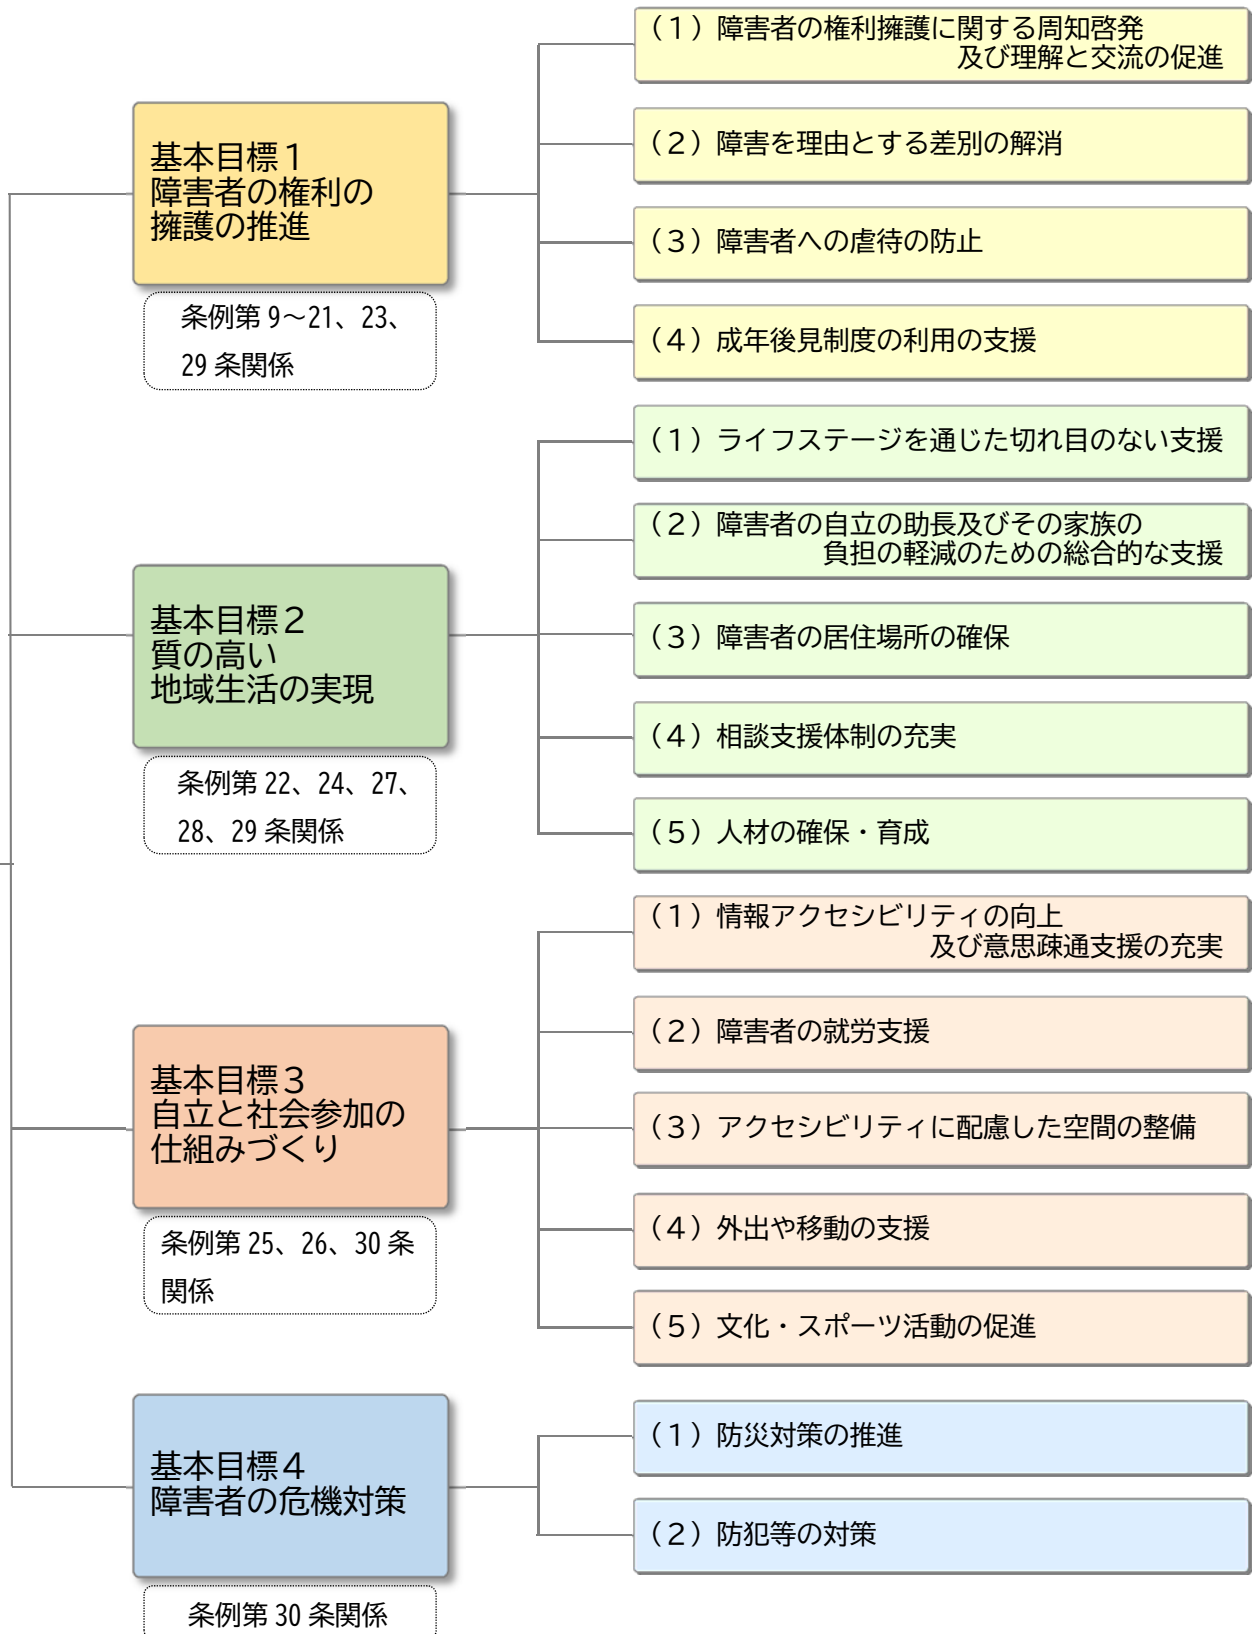 基本目標１
障害者の権利の
擁護の推進
条例第 9～21、23、
29 条関係
（１）障害者の権利擁護に関する周知啓発
及び理解と交流の促進
（２）障害を理由とする差別の解消
（３）障害者への虐待の防止
（４）成年後見制度の利用の支援
基本目標２
質の高い
地域生活の実現
条例第 22、24、27、
28、29 条関係
（１）ライフステージを通じた切れ目のない支援
（２）障害者の自立の助長及びその家族の
負担の軽減のための総合的な支援
（３）障害者の居住場所の確保
（４）相談支援体制の充実
（５）人材の確保・育成
基本目標３
自立と社会参加の
仕組みづくり
条例第 25、26、30 条
関係
（１）情報アクセシビリティの向上
及び意思疎通支援の充実
（２）障害者の就労支援
（３）アクセシビリティに配慮した空間の整備
（４）外出や移動の支援
（５）文化・スポーツ活動の促進
基本目標４
障害者の危機対策
条例第 30 条関係
（１）防災対策の推進
（２）防犯等の対策